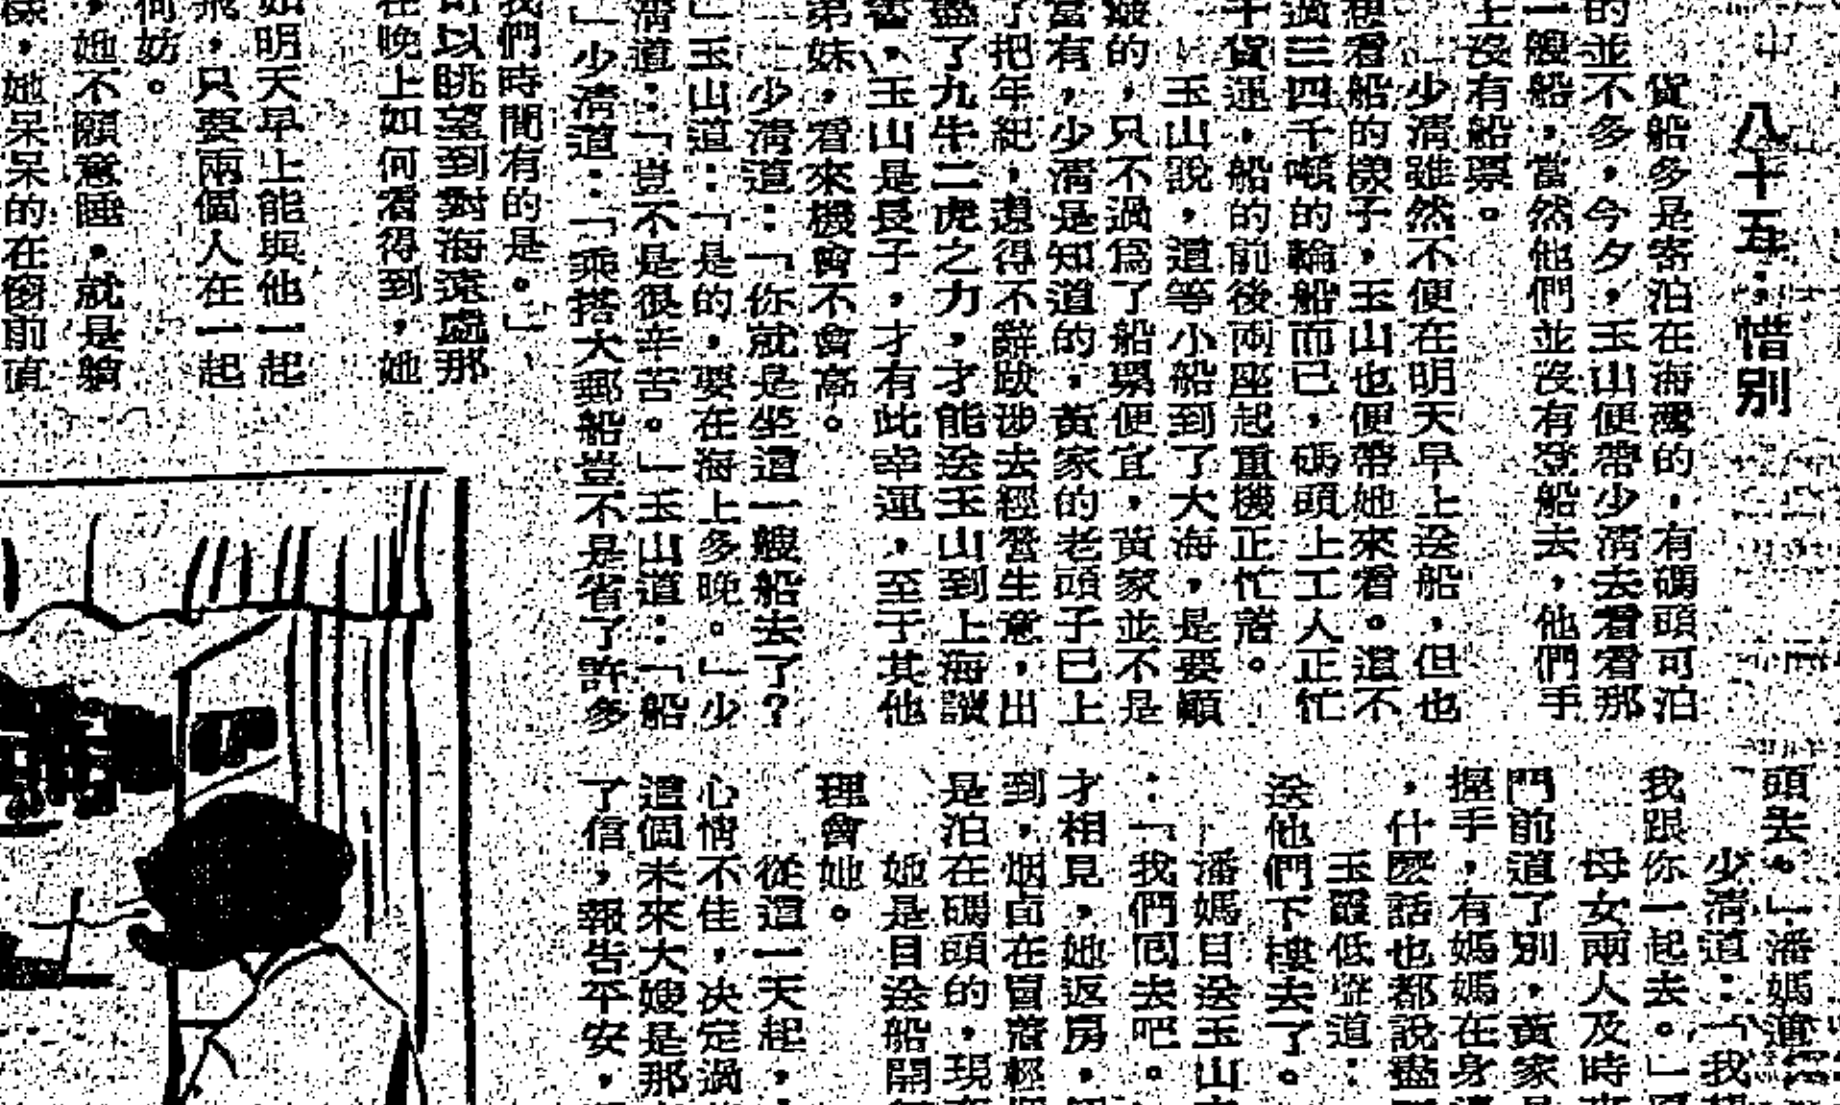 八十五：惜別
貨船多是寄泊在海灣的，有碼頭可泊
的並不多，今夕，玉山便帶少清去看看那
一艘船，當然他們並沒有登船去，他們手
上沒有船票。
少清雖然不便在明天早上送船，但也
想看船的樣子，玉山也便帶她來看。還不
過三四千噸的輪船而已，碼頭上工人正忙
干貨運，船的前後兩座起重機正忙着。
玉山說，這等小船到了大海，是要顛
簸的，只不過爲了船票便宜，黃家並不是
富有，少清是知道的，黃家的老頭子已上
了把年紀，還得不辭跋涉去經營生意，出
盡了九牛二虎之力，才能送玉山到上海讀
書，玉山是長子，才有此幸運，至于其他
弟妹，看來機會不會高。
少清道：「你就是坐這一艘船去了？
」玉山道：「是的，要在海上多晚。」少
清道：「豈不是很辛苦。」玉山道：「船
」少清道：「乘搭大郵船豈不是省了許多
我們時間有的是。」
可以眺望到對海遠處那
在晚上如何看得到，她
如明天早上能與他一起
飛，只要兩個人在一起
何妨。
，她不願意睡，就是躺
樣，她呆呆的在窗前直
頭去。」潘媽道
少清道：「我
我跟你一起去。」
母女兩人及時
門前道了別，黃家
握手，有媽媽在身
，什麼話也都說盡
玉霞低聲道：
送他們下樓去了。
潘媽目送玉山
：「我們囘去吧。
才相見，她返房，
到，烟囪在冒着輕
是泊在碼頭的，現
她是目送船開
理會她。
從這一天起，
心情不佳，決定過
這個未來大嫂是那
了信，報告平安，